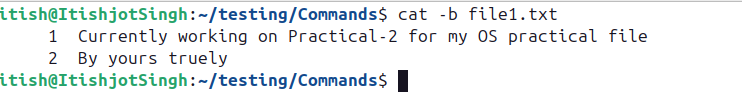 itish@ItishjotSingh:~/testing/Commands$ cat -b file1.txt
     1  Currently working on Practical-2 for my OS practical file
     2  By yours truely
itish@ItishjotSingh:~/testing/Commands$